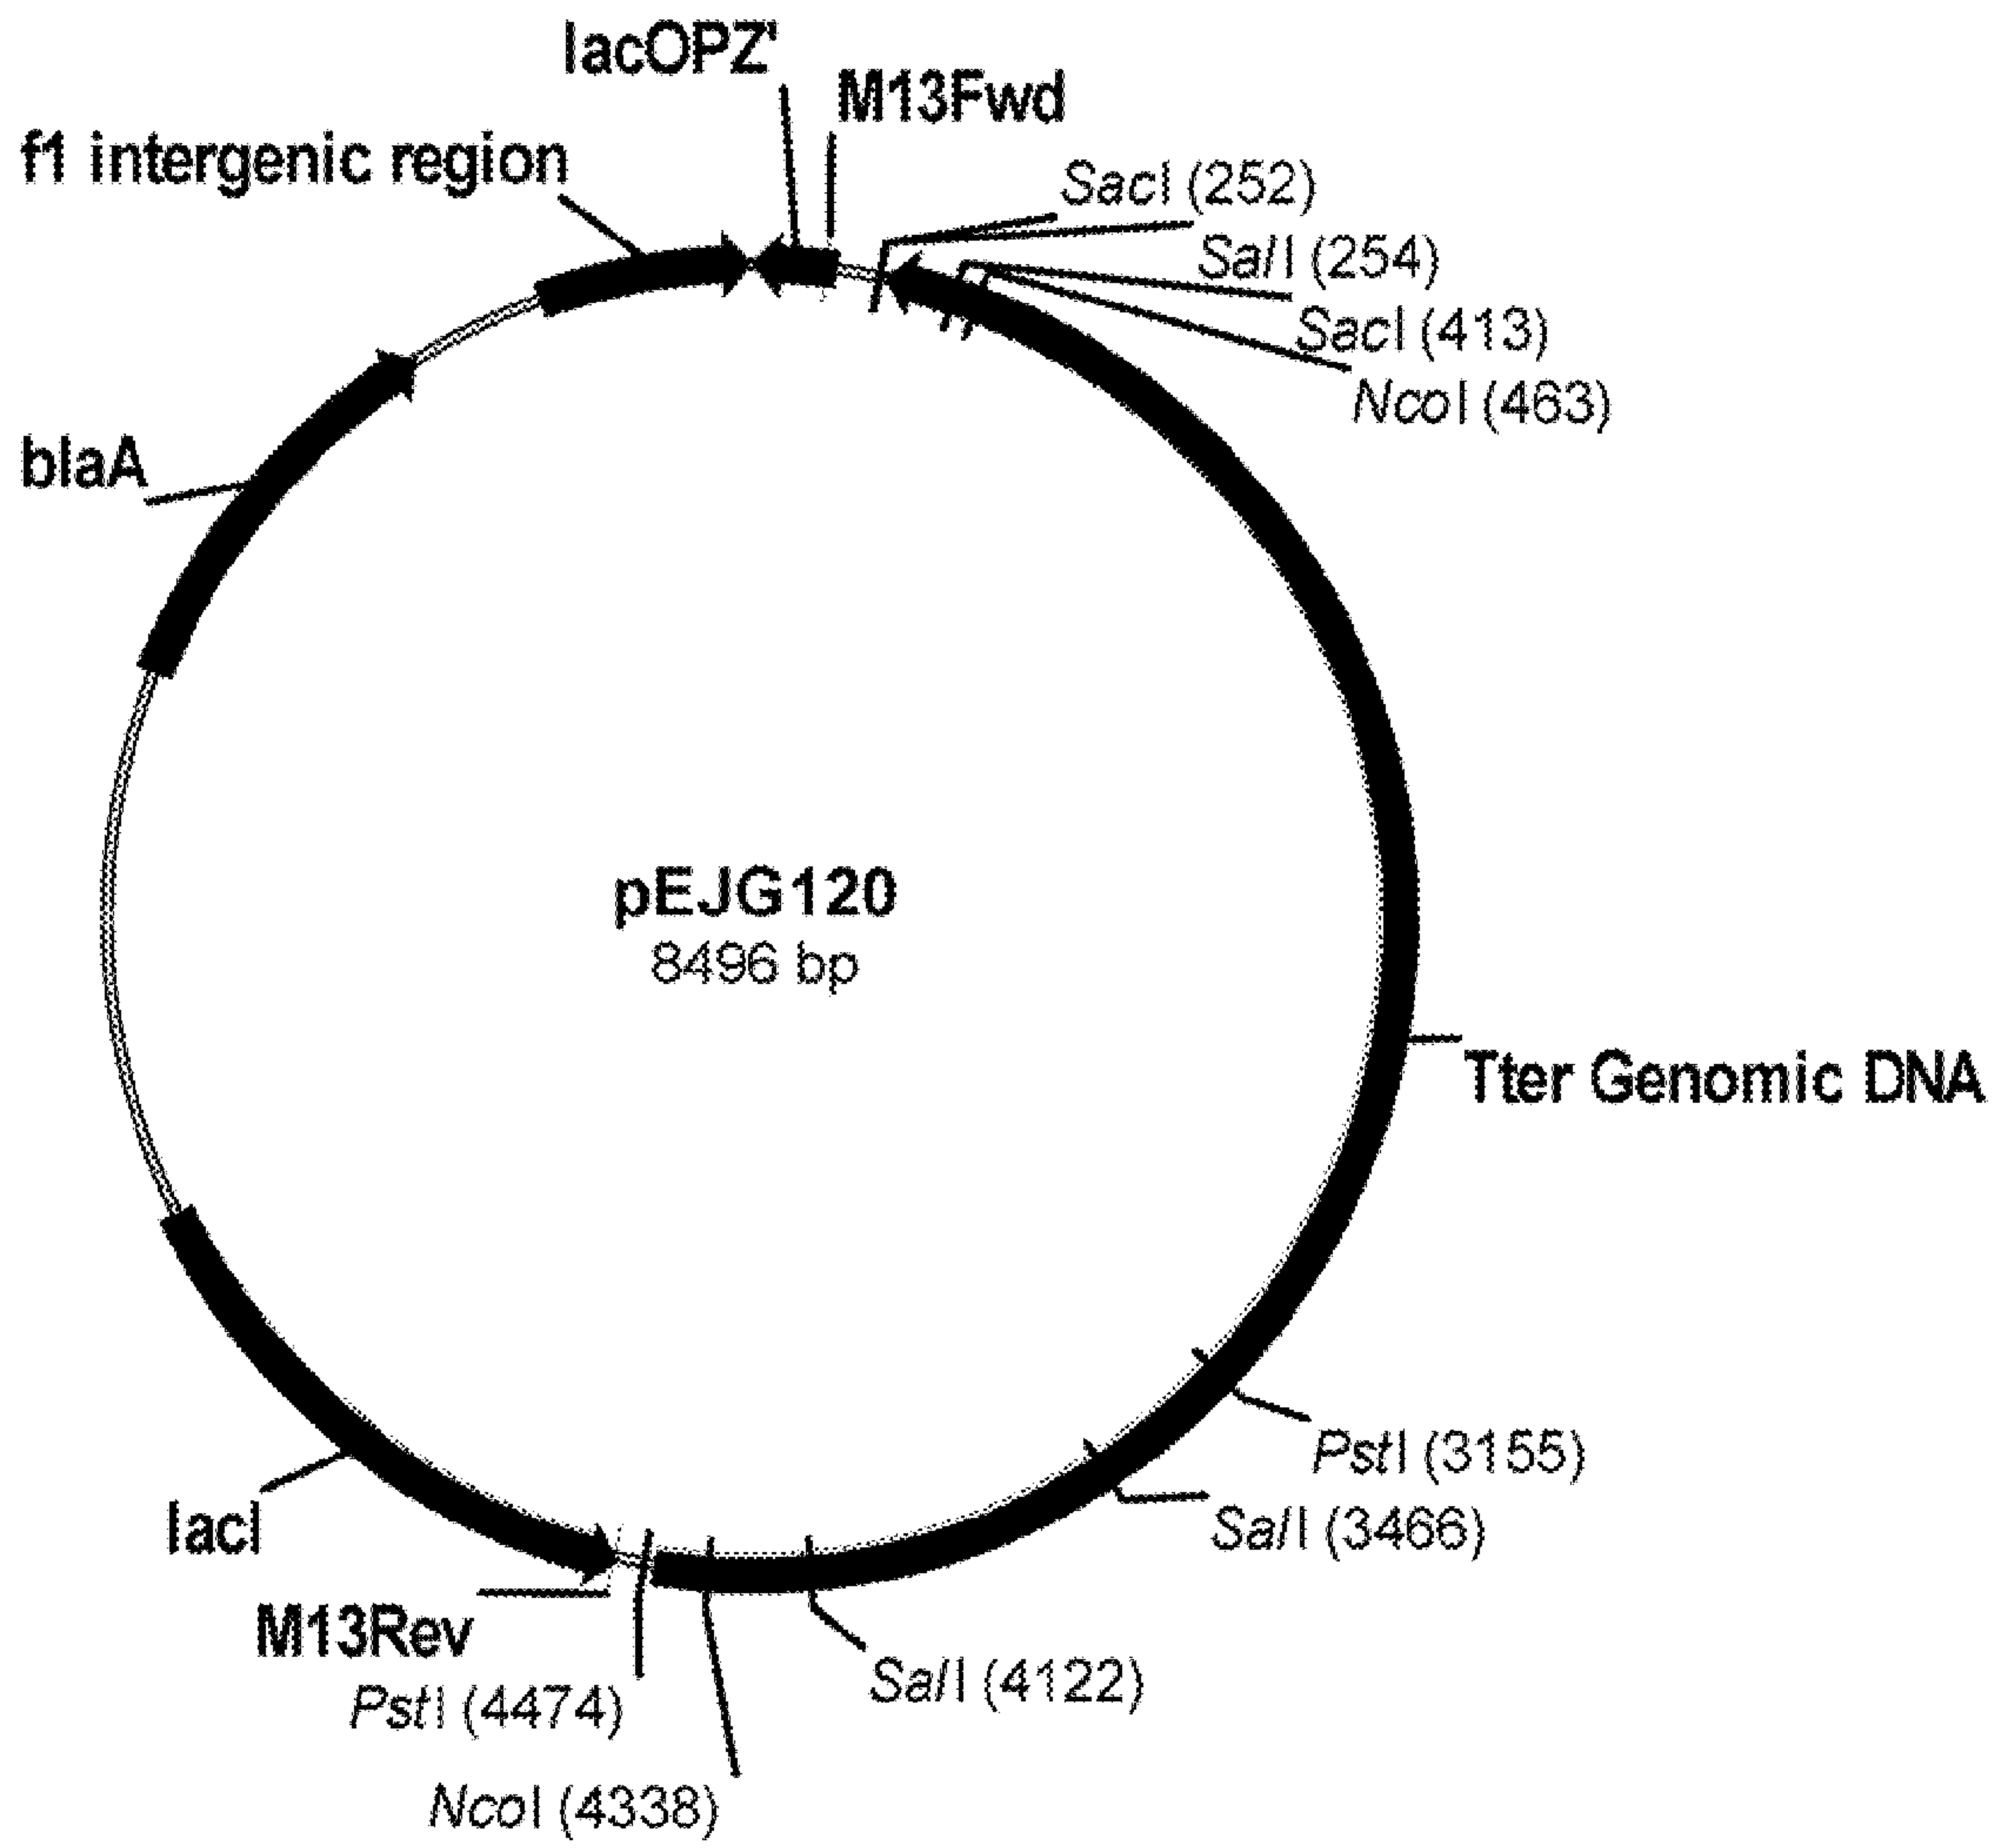 lacOPZ'
M13Fwd
f1 intergenic region
SacI (252)
SalI (254)
SacI (413)
NcoI (463)
blaA
pEJG120
8496 bp
Tter Genomic DNA
PstI (3155)
SalI (3466)
lacI
M13Rev
SalI (4122)
PstI (4474)
NcoI (4338)